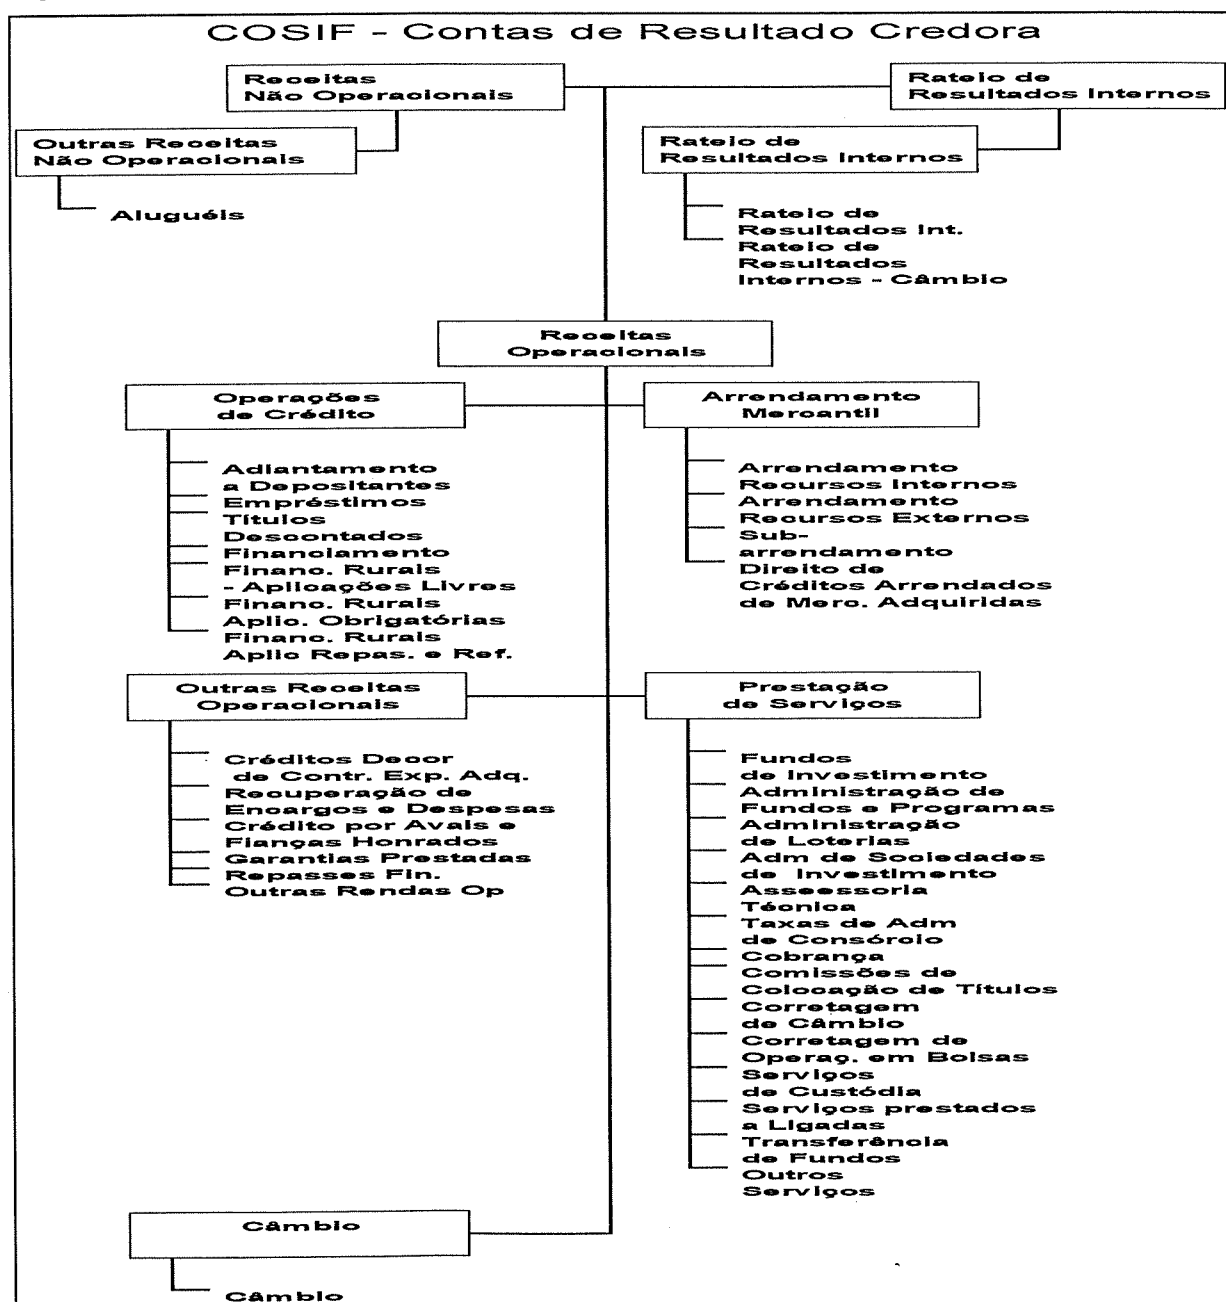 COSIF - Contas de Resultado Credora
Receitas
Não Operacionais
Rateio de
Resultados Internos
Outras Receitas
Não Operacionais
Rateio de
Resultados Internos
Aluguéis
Rateio de
Resultados Int.
Rateio de
Resultados
Internos - Câmbio
Receitas
Operacionais
Operações
de Crédito
Arrendamento
Mercantil
Adiantamento
a Depositantes
Empréstimos
Títulos
Descontados
Financiamento
Financ. Rurais
- Aplicações Livres
Financ. Rurais
Aplic. Obrigatórias
Financ. Rurais
Aplic Repas. e Ref.
Arrendamento
Recursos Internos
Arrendamento
Recursos Externos
Sub-
arrendamento
Direito de
Créditos Arrendados
de Merc. Adquiridas
Outras Receitas
Operacionais
Prestação
de Serviços
Créditos Decor
de Contr. Exp. Adq.
Recuperação de
Encargos e Despesas
Crédito por Avais e
Fianças Honrados
Garantias Prestadas
Repasses Fin.
Outras Rendas Op
Fundos
de Investimento
Administração de
Fundos e Programas
Administração
de Loterias
Adm de Sociedades
de Investimento
Asseessoria
Técnica
Taxas de Adm
de Consórcio
Cobrança
Comissões de
Colocação de Títulos
Corretagem
de Câmbio
Corretagem de
Operaç. em Bolsas
Serviços
de Custódia
Serviços prestados
a Ligadas
Transferência
de Fundos
Outros
Serviços
Câmbio
Câmbio